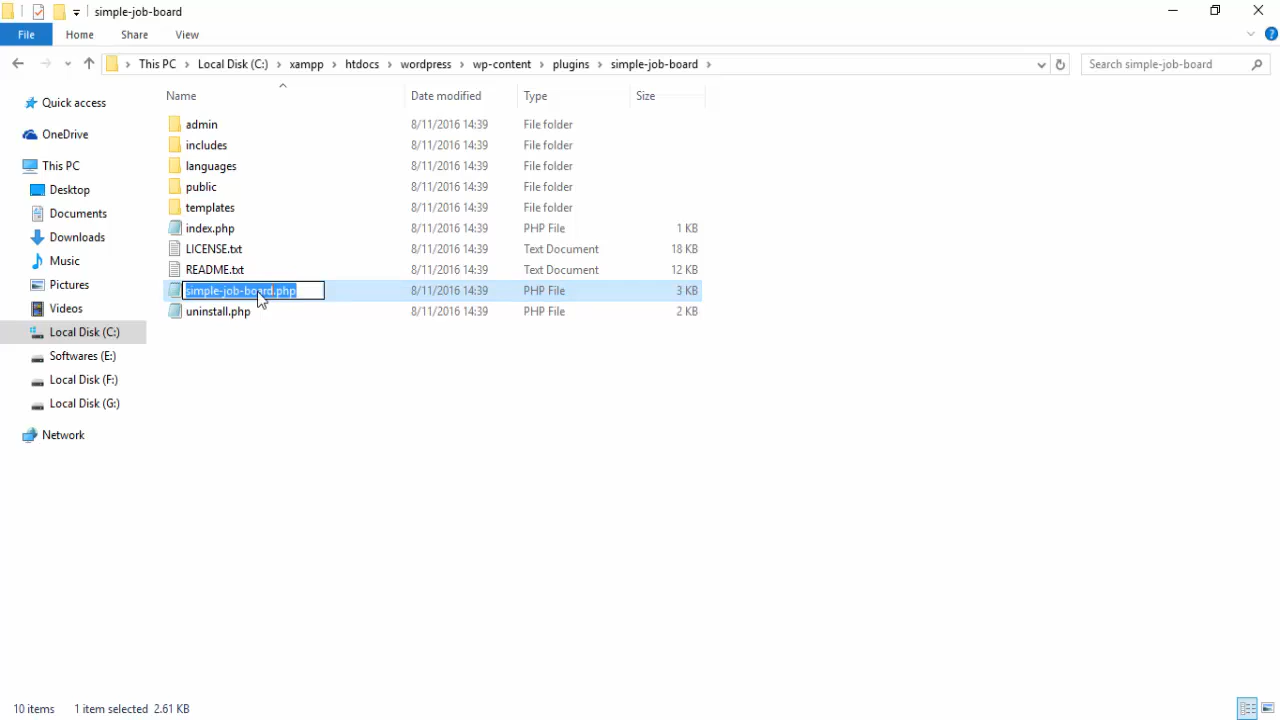 simple-job-board
File Home Share View
This PC Local Disk (C:) xampp htdocs wordpress wp-content plugins simple-job-board Search simple-job-board
Name Date modified Type Size
Quick access
OneDrive
This PC
Desktop
Documents
Downloads
Music
Pictures
Videos
Local Disk (C:)
Softwares (E:)
Local Disk (F:)
Local Disk (G:)
Network
admin 8/11/2016 14:39 File folder
includes 8/11/2016 14:39 File folder
languages 8/11/2016 14:39 File folder
public 8/11/2016 14:39 File folder
templates 8/11/2016 14:39 File folder
index.php 8/11/2016 14:39 PHP File 1 KB
LICENSE.txt 8/11/2016 14:39 Text Document 18 KB
README.txt 8/11/2016 14:39 Text Document 12 KB
simple-job-board.php 8/11/2016 14:39 PHP File 3 KB
uninstall.php 8/11/2016 14:39 PHP File 2 KB
10 items 1 item selected 2.61 KB